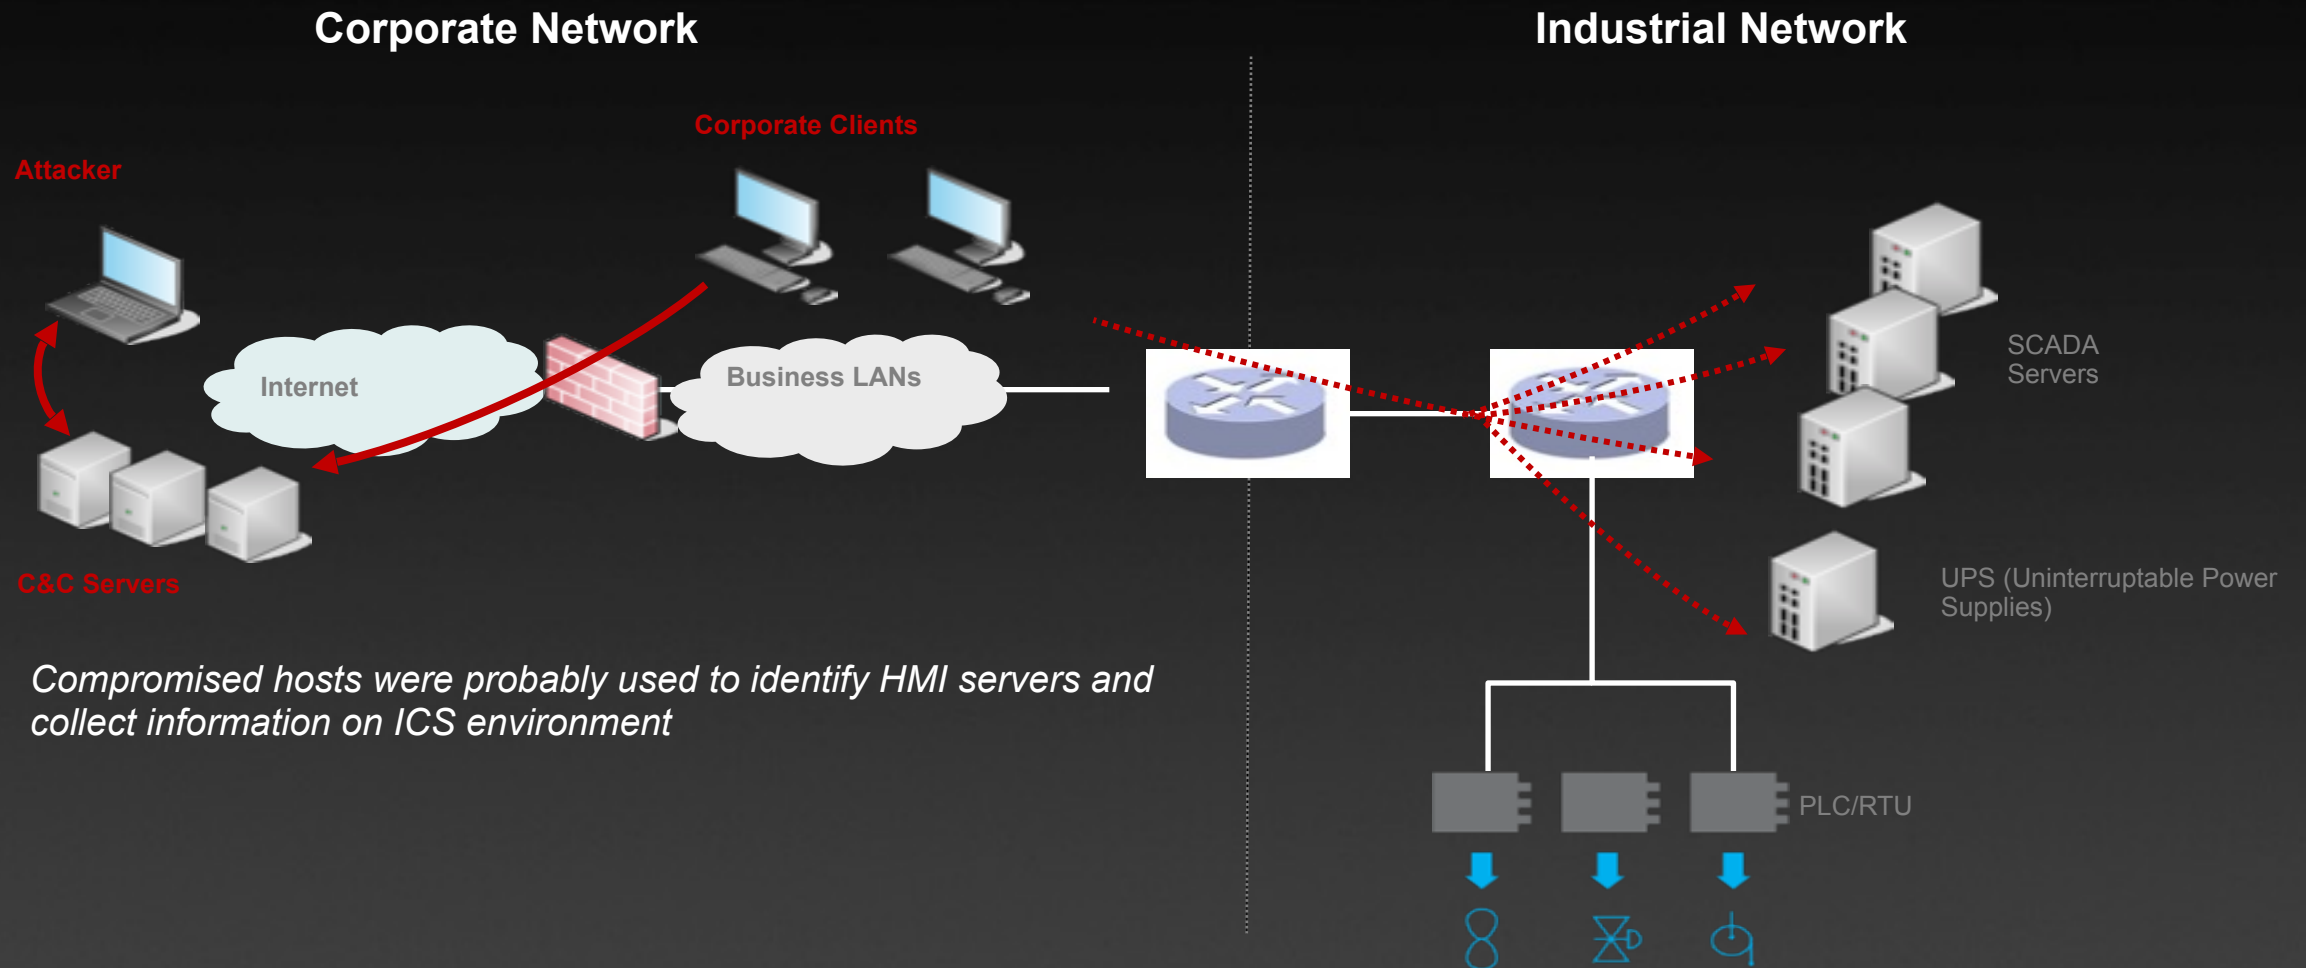 Corporate Network
Industrial Network
Corporate Clients
Attacker
Internet
Business LANs
SCADA
Servers
C&C Servers
UPS (Uninterruptable Power
Supplies)
Compromised hosts were probably used to identify HMI servers and
collect information on ICS environment
PLC/RTU